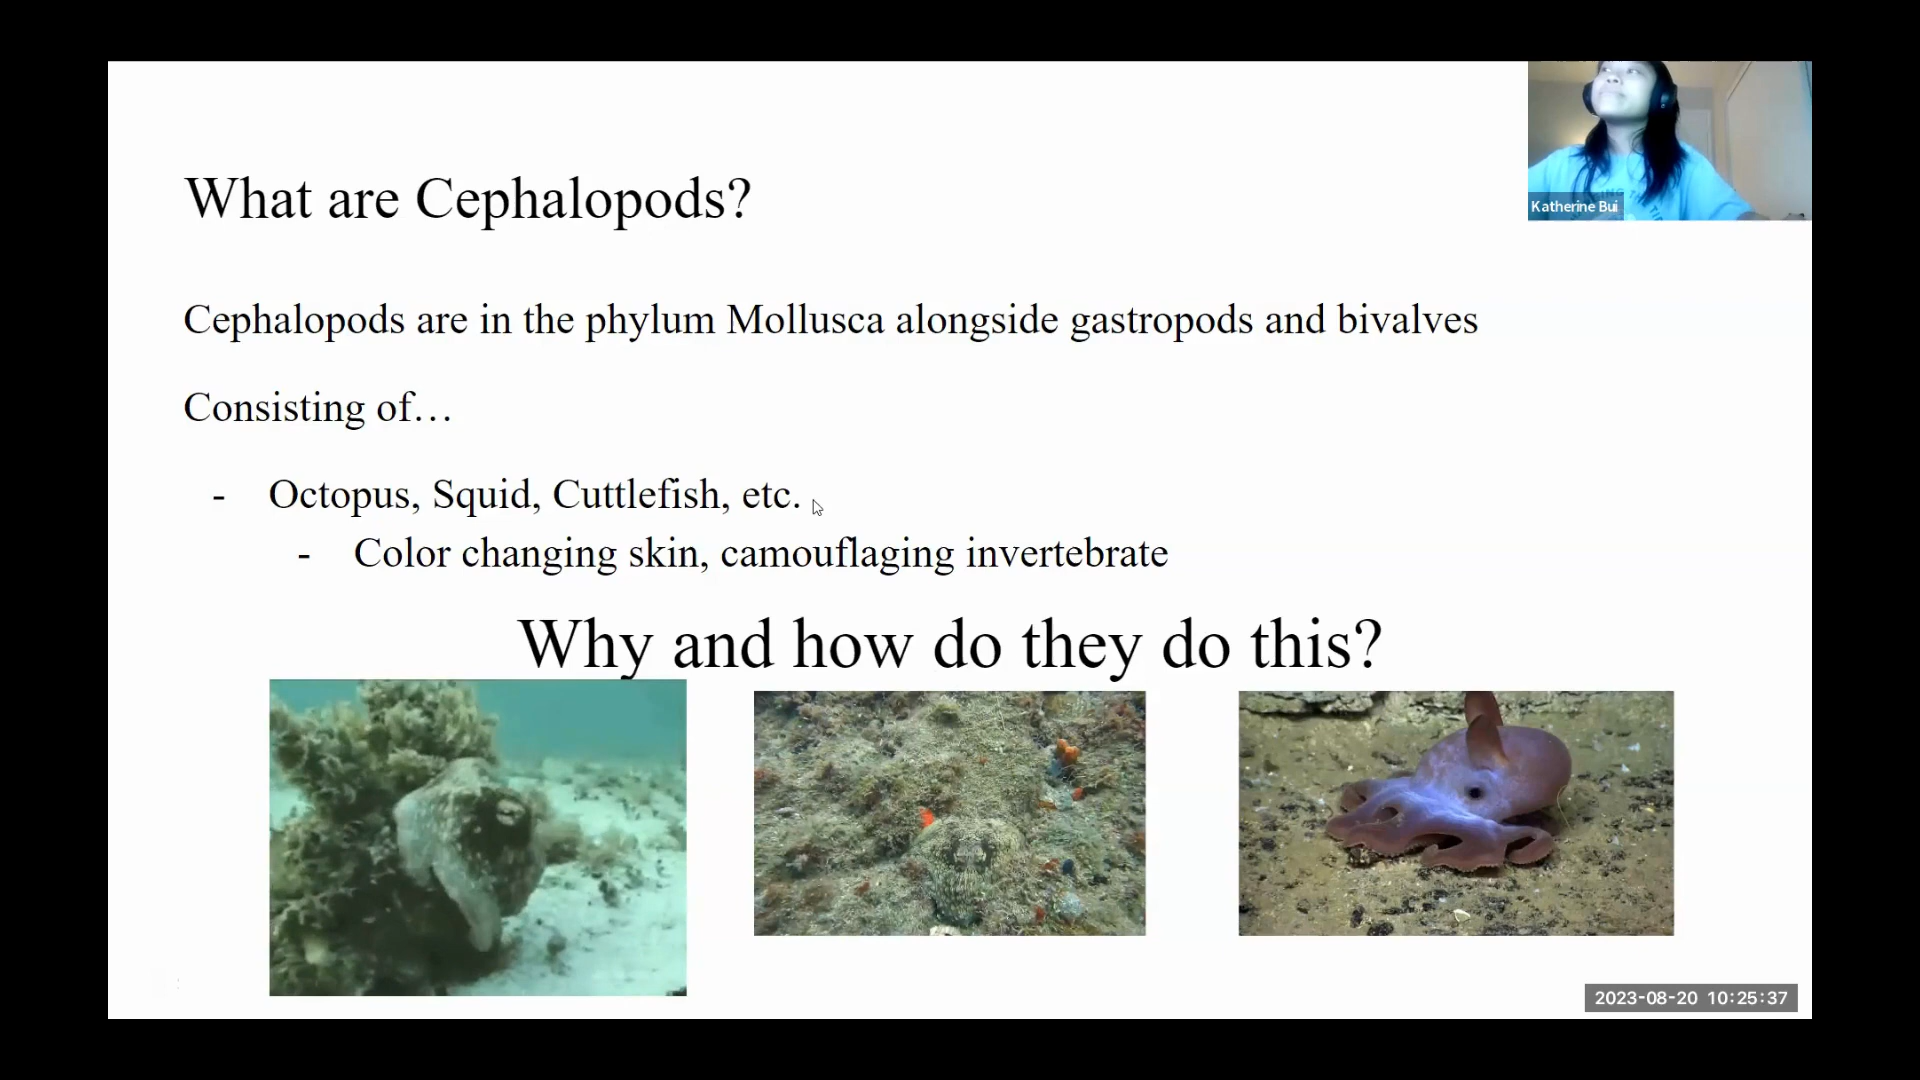 Katherine Bui
What are Cephalopods?
Cephalopods are in the phylum Mollusca alongside gastropods and bivalves
Consisting of…
- Octopus, Squid, Cuttlefish, etc.
- Color changing skin, camouflaging invertebrate
Why and how do they do this?
2023-08-20 10:25:37